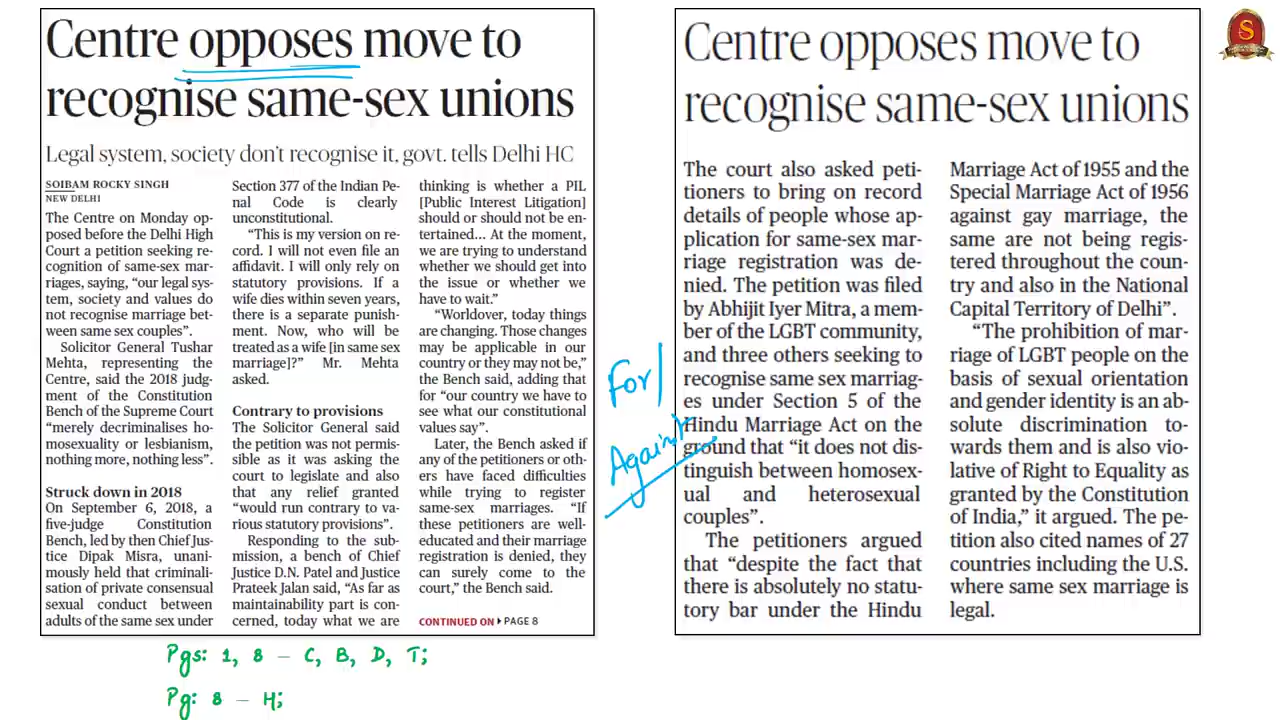 Centre opposes move to
recognise same-sex unions
Legal system, society don't recognise it, govt. tells Delhi HC
SOIBAM ROCKY SINGH
NEW DELHI
The Centre on Monday op-
posed before the Delhi High
Court a petition seeking re-
cognition of same-sex mar-
riages, saying, “our legal sys-
tem, society and values do
not recognise marriage bet-
ween same sex couples”.
Solicitor General Tushar
Mehta, representing the
Centre, said the 2018 judg-
ment of the Constitution
Bench of the Supreme Court
“merely decriminalises ho-
mosexuality or lesbianism,
nothing more, nothing less”.
Struck down in 2018
On September 6, 2018, a
five-judge Constitution
Bench, led by then Chief Jus-
tice Dipak Misra, unani-
mously held that criminali-
sation of private consensual
sexual conduct between
adults of the same sex under
Section 377 of the Indian Pe-
nal Code is clearly
unconstitutional.
“This is my version on re-
cord. I will not even file an
affidavit. I will only rely on
statutory provisions. If a
wife dies within seven years,
there is a separate punish-
ment. Now, who will be
treated as a wife [in same sex
marriage]?” Mr. Mehta
asked.
Contrary to provisions
The Solicitor General said
the petition was not permis-
sible as it was asking the
court to legislate and also
that any relief granted
“would run contrary to va-
rious statutory provisions”.
Responding to the sub-
mission, a bench of Chief
Justice D.N. Patel and Justice
Prateek Jalan said, “As far as
maintainability part is con-
cerned, today what we are
thinking is whether a PIL
[Public Interest Litigation]
should or should not be en-
tertained... At the moment,
we are trying to understand
whether we should get into
the issue or whether we
have to wait.”
“Worldover, today things
are changing. Those changes
may be applicable in our
country or they may not be,”
the Bench said, adding that
for “our country we have to
see what our constitutional
values say”.
Later, the Bench asked if
any of the petitioners or oth-
ers have faced difficulties
while trying to register
same-sex marriages. “If
these petitioners are well-
educated and their marriage
registration is denied, they
can surely come to the
court,” the Bench said.
CONTINUED ON ▸ PAGE 8
For/
Against
Centre opposes move to
recognise same-sex unions
The court also asked peti-
tioners to bring on record
details of people whose ap-
plication for same-sex mar-
riage registration was de-
nied. The petition was filed
by Abhijit Iyer Mitra, a mem-
ber of the LGBT community,
and three others seeking to
recognise same sex marriag-
es under Section 5 of the
Hindu Marriage Act on the
ground that “it does not dis-
tinguish between homosex-
ual and heterosexual
couples”.
The petitioners argued
that “despite the fact that
there is absolutely no statu-
tory bar under the Hindu
Marriage Act of 1955 and the
Special Marriage Act of 1956
against gay marriage, the
same are not being regis-
tered throughout the coun-
try and also in the National
Capital Territory of Delhi”.
“The prohibition of mar-
riage of LGBT people on the
basis of sexual orientation
and gender identity is an ab-
solute discrimination to-
wards them and is also vio-
lative of Right to Equality as
granted by the Constitution
of India,” it argued. The pe-
tition also cited names of 27
countries including the U.S.
where same sex marriage is
legal.
S
Pgs: 1, 8 – C, B, D, T;
Pg: 8 – H;